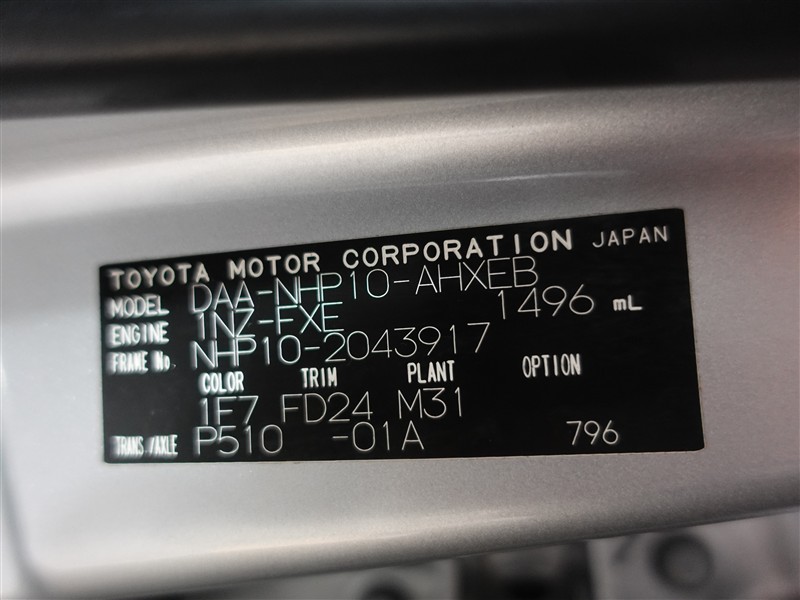 TOYOTA MOTOR CORPORATION JAPAN
MODEL DAA-NHP10-AHXEB
ENGINE 1NZ-FXE 1496 mL
FRAME No. NHP10-2043917
COLOR TRIM PLANT OPTION
1F7 FD24 M31
TRANS./AXLE P510 -01A 796